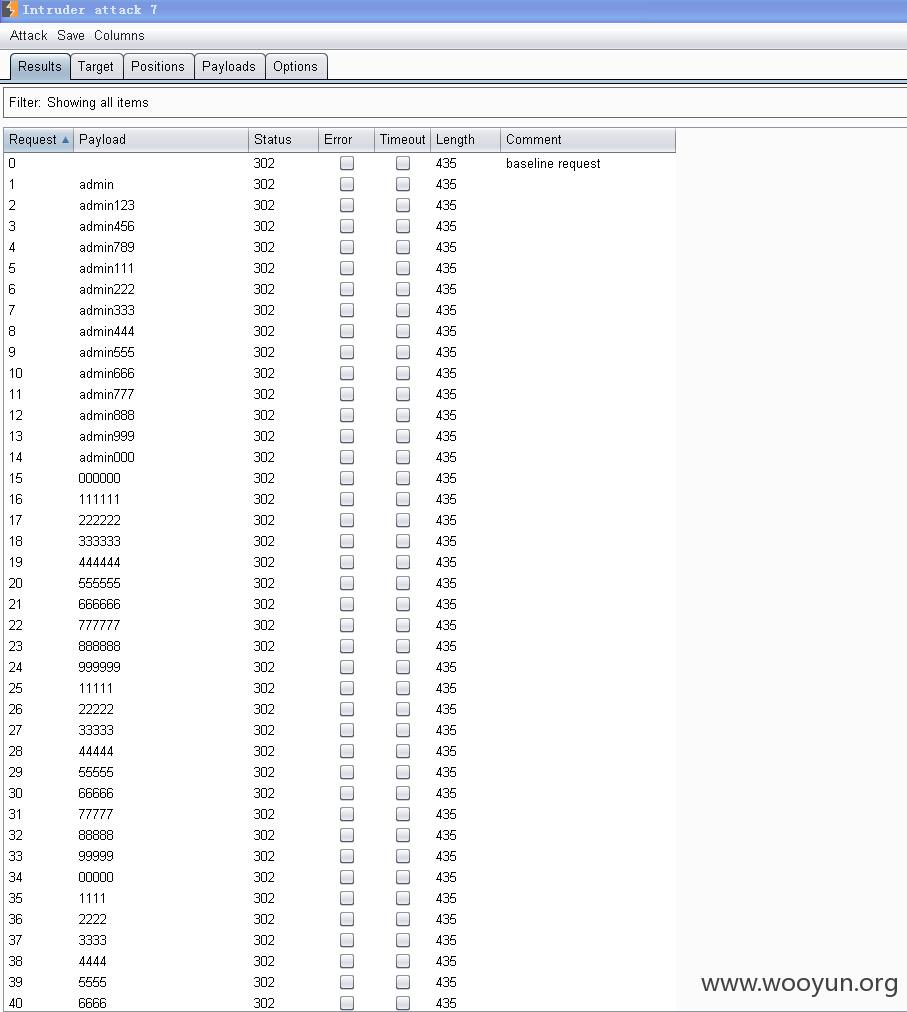 Intruder attack 7
Attack Save Columns
Results Target Positions Payloads Options
Filter: Showing all items
Request Payload Status Error Timeout Length Comment
0 302 435 baseline request
1 admin 302 435
2 admin123 302 435
3 admin456 302 435
4 admin789 302 435
5 admin111 302 435
6 admin222 302 435
7 admin333 302 435
8 admin444 302 435
9 admin555 302 435
10 admin666 302 435
11 admin777 302 435
12 admin888 302 435
13 admin999 302 435
14 admin000 302 435
15 000000 302 435
16 111111 302 435
17 222222 302 435
18 333333 302 435
19 444444 302 435
20 555555 302 435
21 666666 302 435
22 777777 302 435
23 888888 302 435
24 999999 302 435
25 11111 302 435
26 22222 302 435
27 33333 302 435
28 44444 302 435
29 55555 302 435
30 66666 302 435
31 77777 302 435
32 88888 302 435
33 99999 302 435
34 00000 302 435
35 1111 302 435
36 2222 302 435
37 3333 302 435
38 4444 302 435
39 5555 302 435
40 6666 302 435
www.wooyun.org